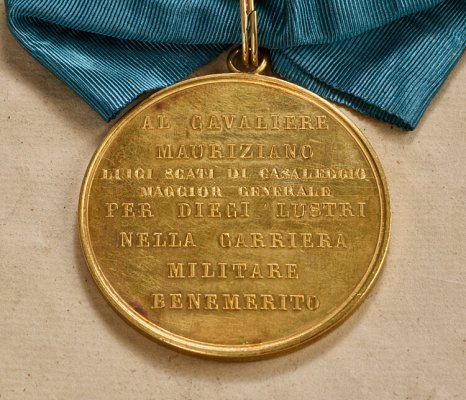 AL CAVALIERE
MAURIZIANO
LUIGI SCATI DI CASALEGGIO
MAGGIOR GENERALE
PER DIECI LUSTRI
NELLA CARRIERA
MILITARE
BENEMERITO